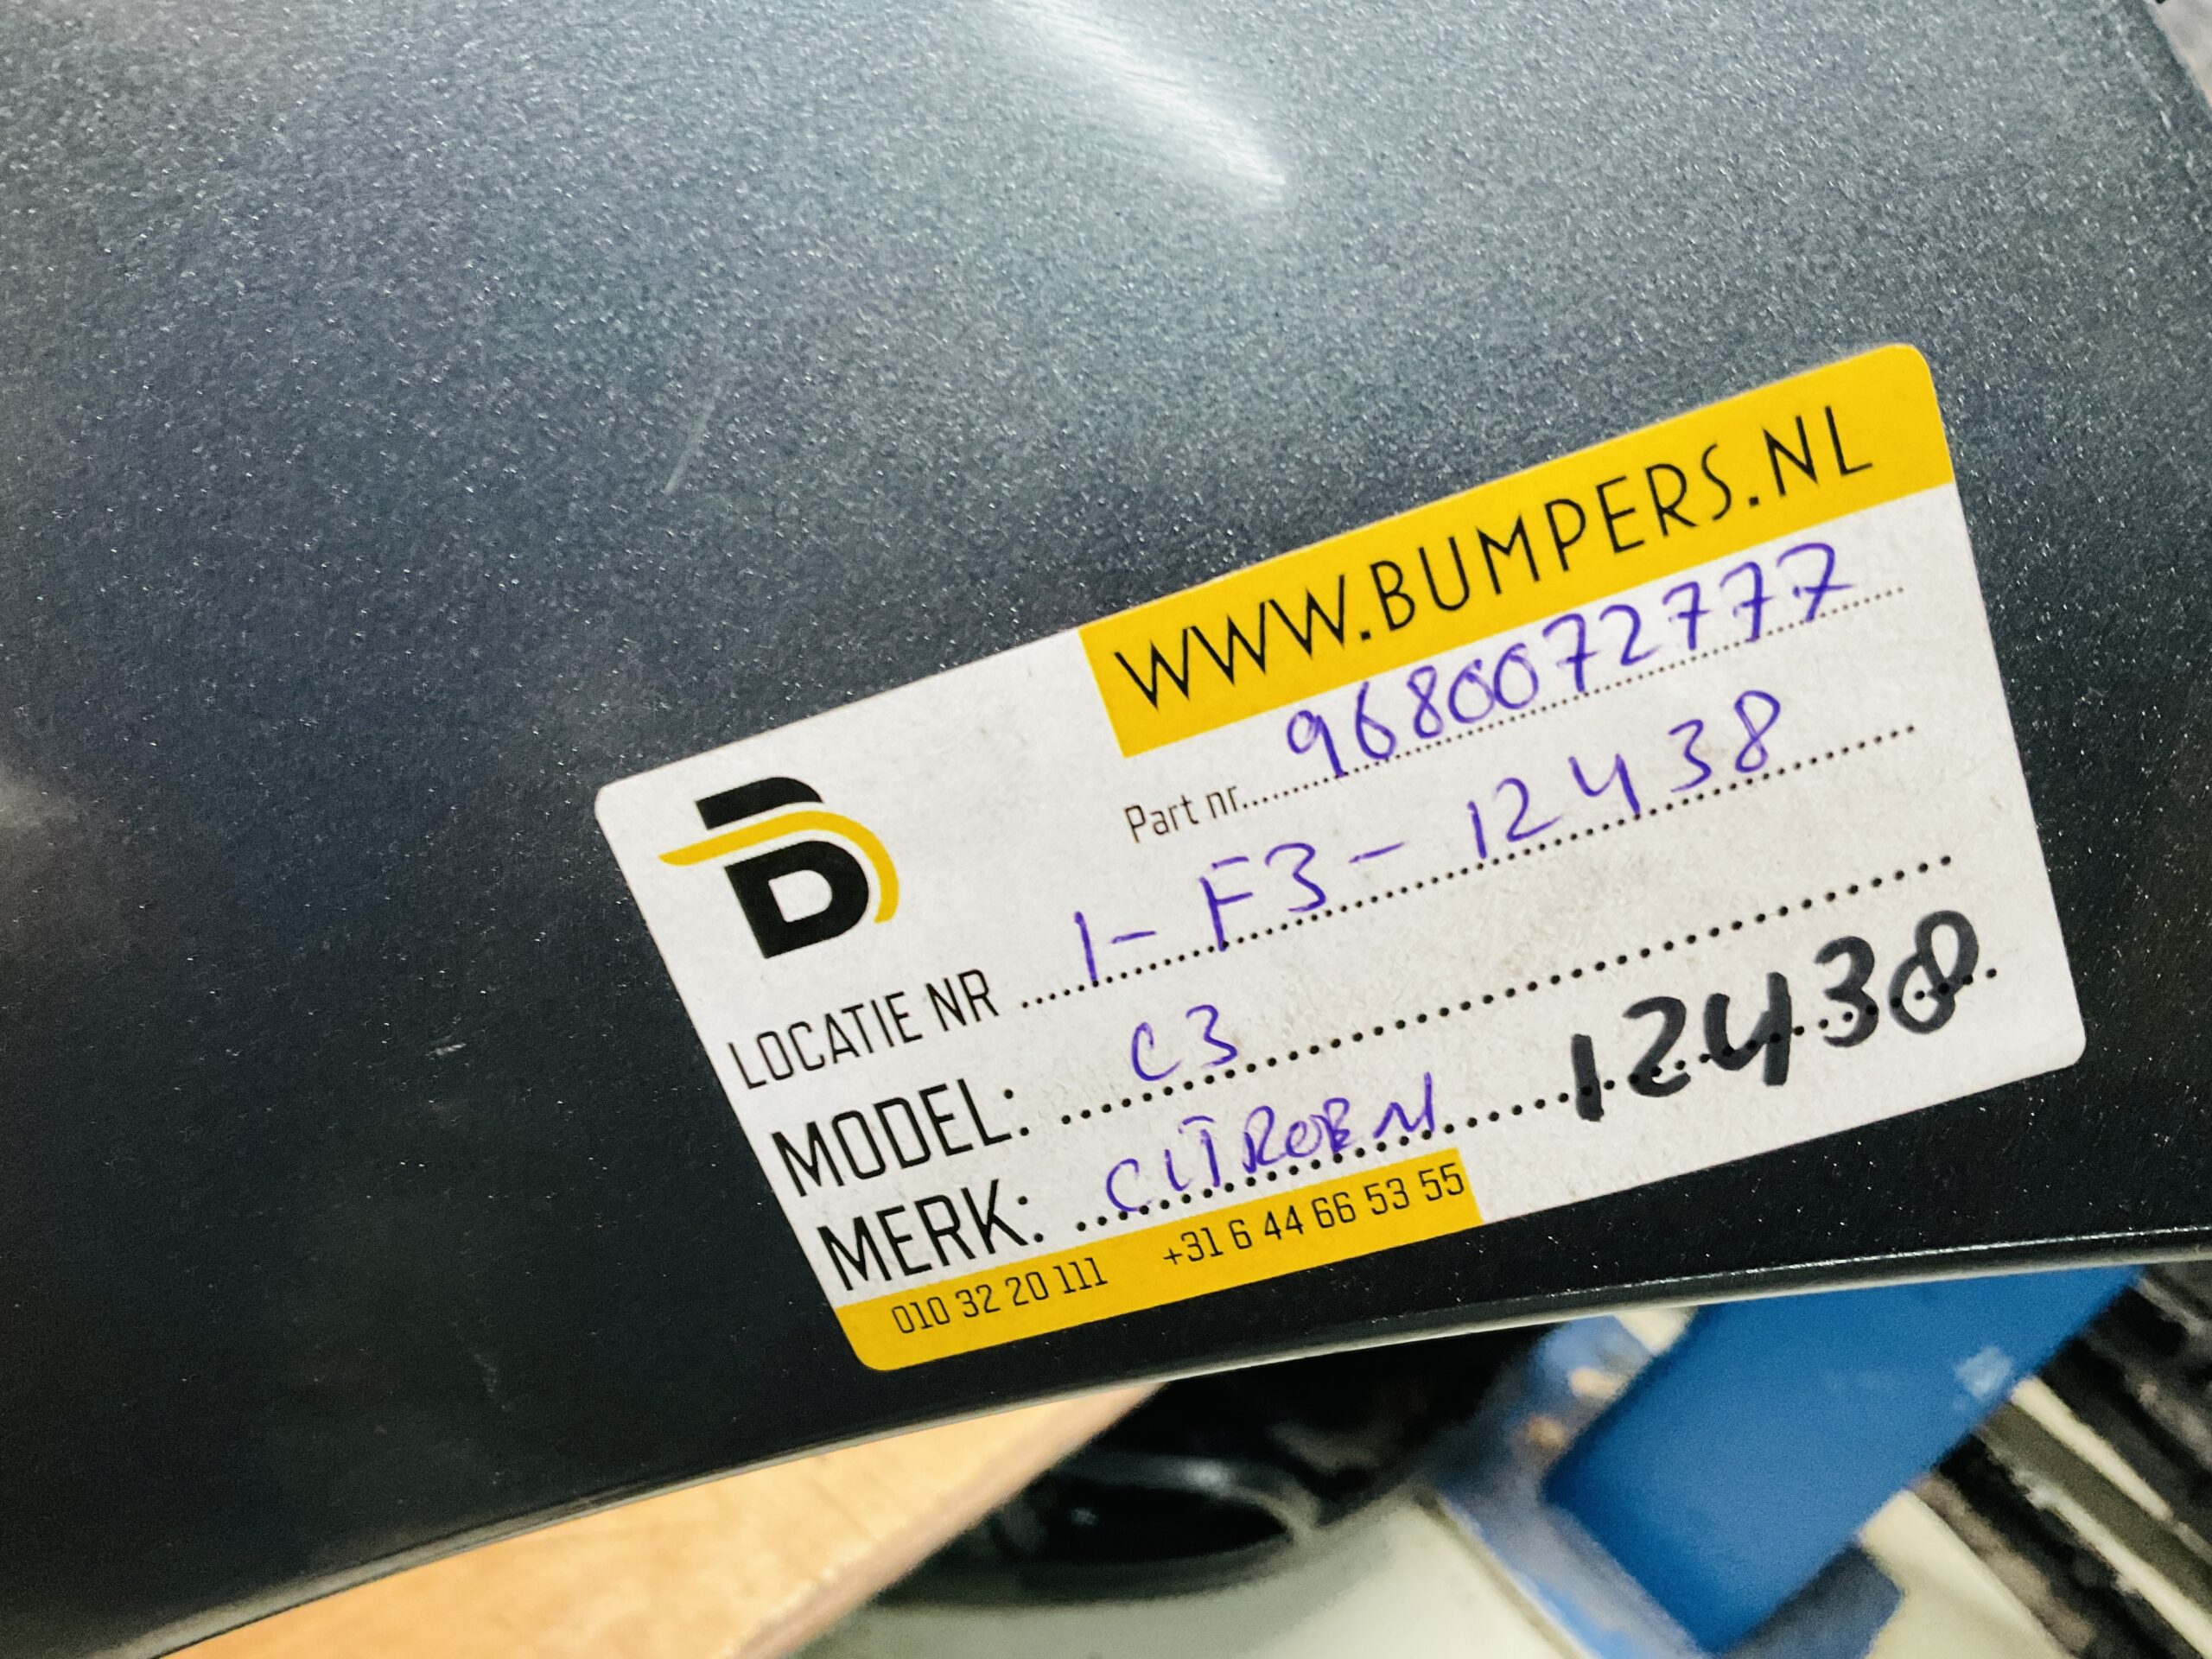 WWW.BUMPERS.NL
Part nr. 9680072777
B
LOCATIE NR 1-F3-12438
MODEL: C3
MERK: CITROEN 12438
010 32 20 111 +31 6 44 66 53 55